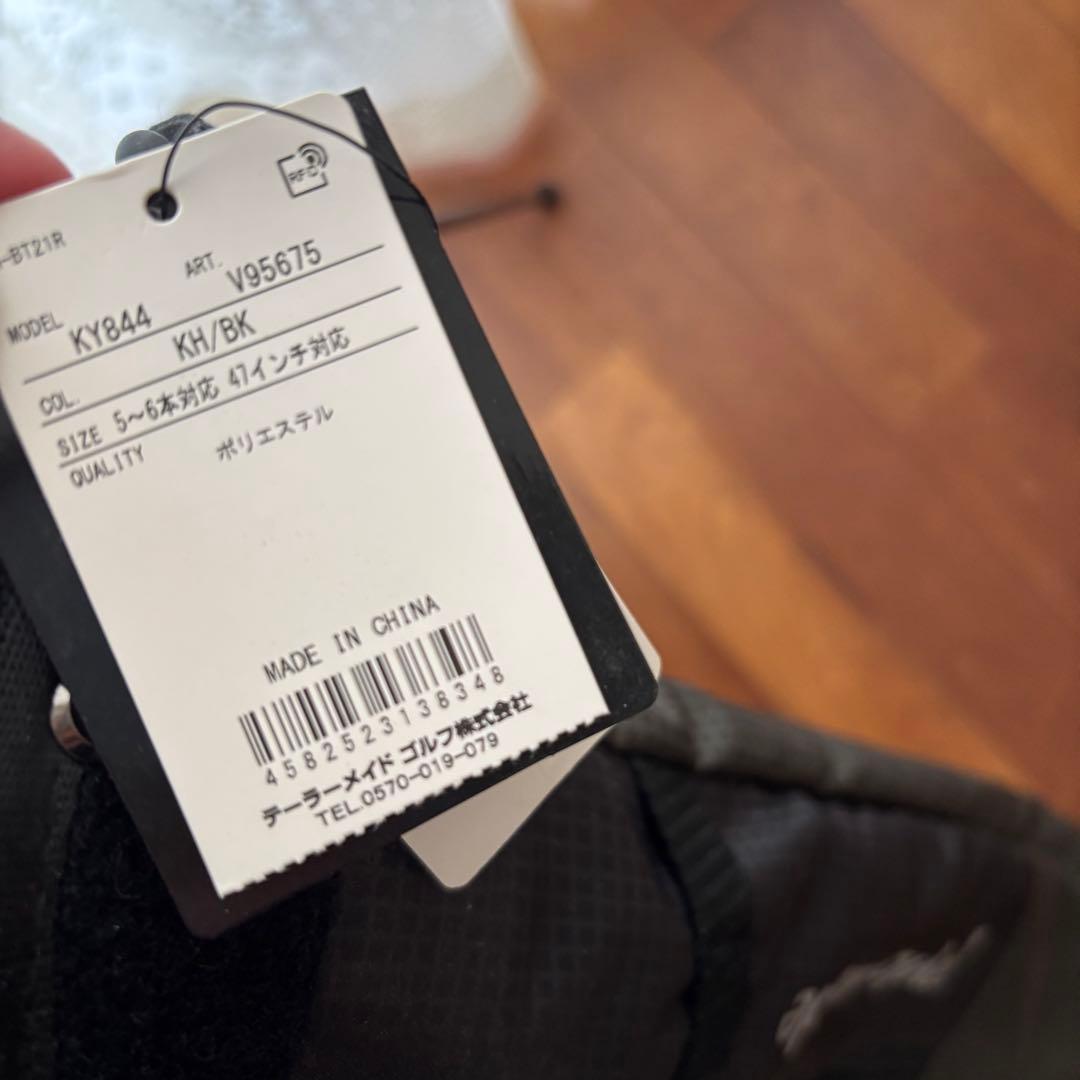 RFID
-BT21R
ART. V95675
MODEL KY844
COL. KH/BK
SIZE 5～6本対応 47インチ対応
QUALITY ポリエステル
MADE IN CHINA
4582523138348
テーラーメイド ゴルフ株式会社
TEL.0570-019-079